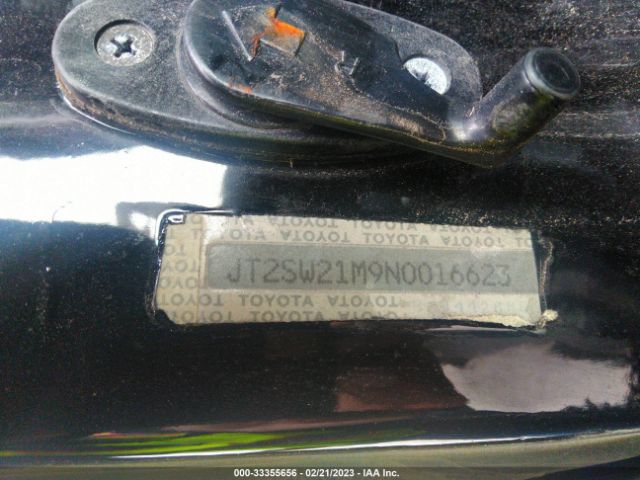 TOYOTA TOYOTA TOYOTA
JT2SW21M9N0016623
TOYOTA TOYOTA
000-33355656 - 02/21/2023 - IAA Inc.